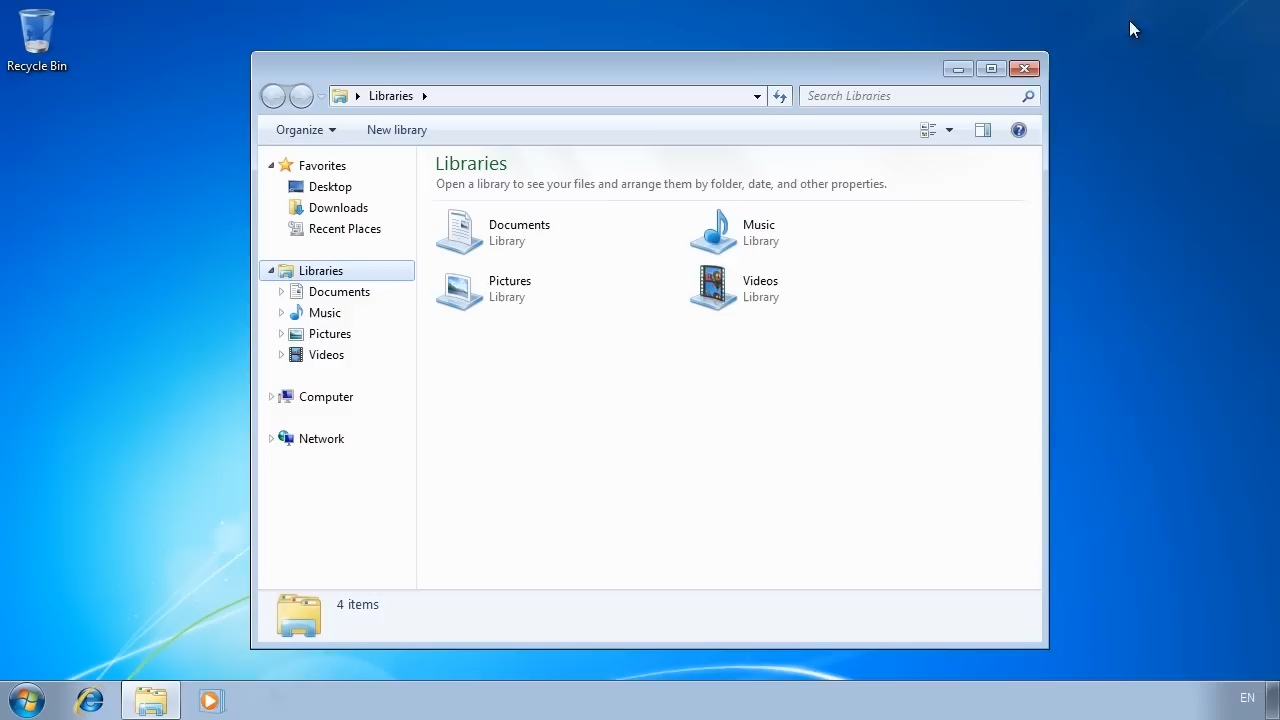 Recycle Bin
Libraries
Search Libraries
Organize
New library
Favorites
Desktop
Downloads
Recent Places
Libraries
Documents
Music
Pictures
Videos
Computer
Network
Libraries
Open a library to see your files and arrange them by folder, date, and other properties.
Documents
Library
Music
Library
Pictures
Library
Videos
Library
4 items
EN